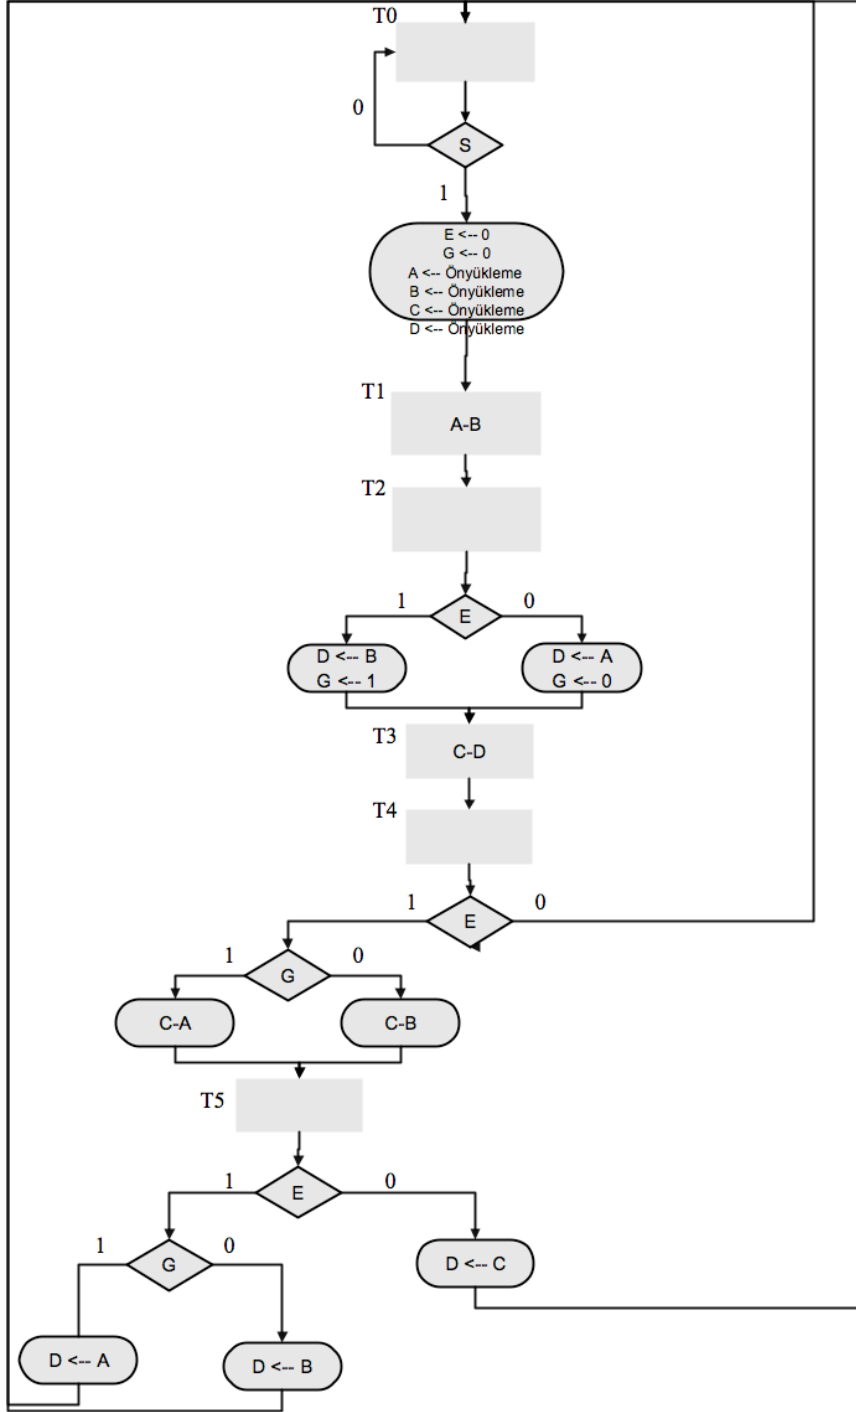 T0
0
S
1
E <-- 0
G <-- 0
A <-- Önyükleme
B <-- Önyükleme
C <-- Önyükleme
D <-- Önyükleme
T1
A-B
T2
1
E
0
D <-- B
G <-- 1
D <-- A
G <-- 0
T3
C-D
T4
1
E
0
1
G
0
C-A
C-B
T5
1
E
0
1
G
0
D <-- C
D <-- A
D <-- B